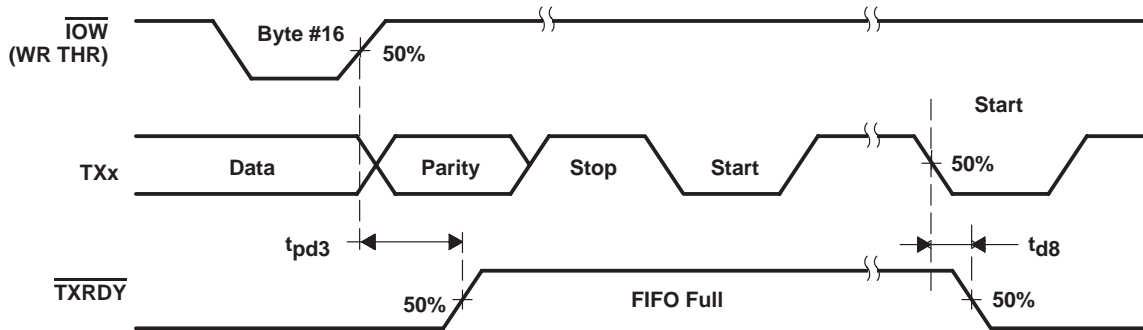 IOW
(WR THR)
Byte #16
50%
Start
TXx
Data
Parity
Stop
Start
50%
tpd3
td8
TXRDY
50%
FIFO Full
50%